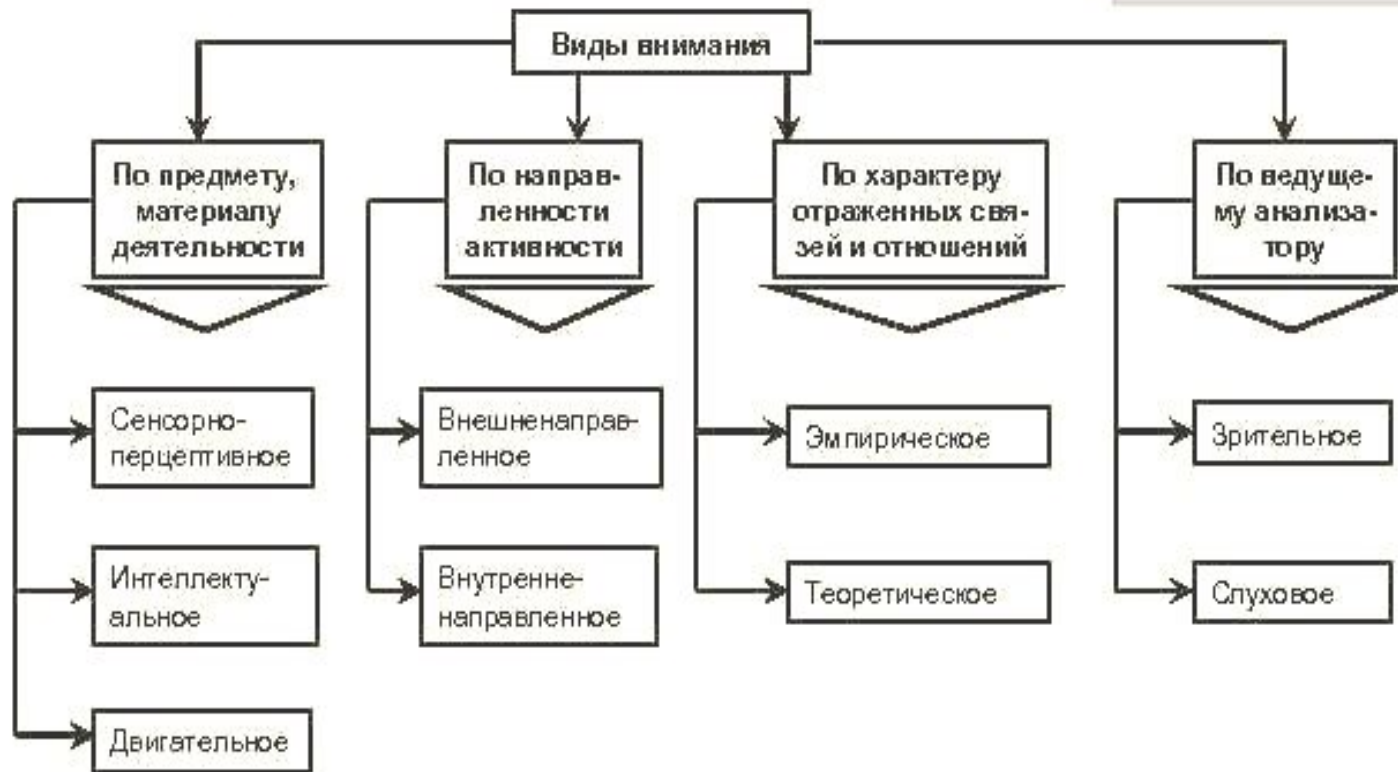 Виды внимания
По предмету,
материалу
деятельности
По направ-
ленности
активности
По характеру
отраженных свя-
зей и отношений
По ведуще-
му анализа-
тору
Сенсорно-
перцептивное
Внешненаправ-
ленное
Эмпирическое
Зрительное
Интеллекту-
альное
Внутренне-
направленное
Теоретическое
Слуховое
Двигательное